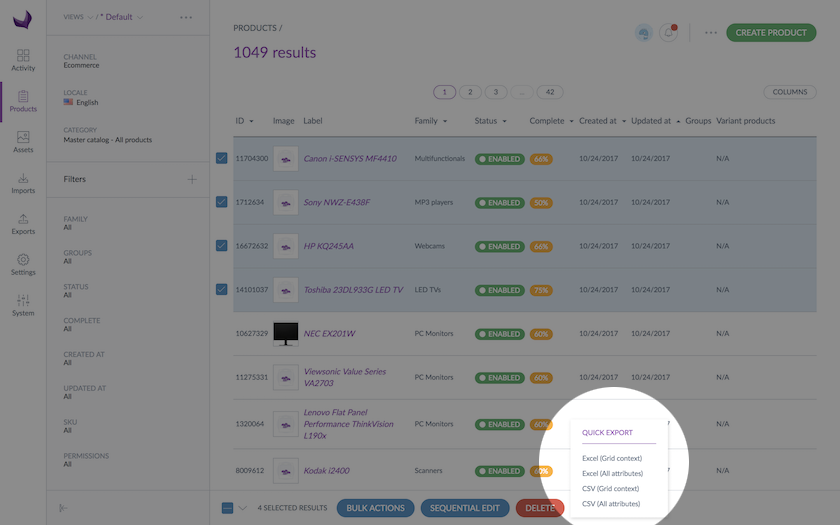 VIEWS / * Default
Activity
Products
Assets
Imports
Exports
Settings
System
CHANNEL
Ecommerce
LOCALE
English
CATEGORY
Master catalog - All products
Filters
FAMILY
All
GROUPS
All
STATUS
All
COMPLETE
All
CREATED AT
All
UPDATED AT
All
SKU
All
PERMISSIONS
All
PRODUCTS /
1049 results
CREATE PRODUCT
1 2 3 ... 42
COLUMNS
ID Image Label Family Status Complete Created at Updated at Groups Variant products
11704300 Canon i-SENSYS MF4410 Multifunctionals ENABLED 66% 10/24/2017 10/24/2017 N/A
1712634 Sony NWZ-E438F MP3 players ENABLED 50% 10/24/2017 10/24/2017 N/A
16672632 HP KQ245AA Webcams ENABLED 66% 10/24/2017 10/24/2017 N/A
14101037 Toshiba 23DL933G LED TV LED TVs ENABLED 75% 10/24/2017 10/24/2017 N/A
10627329 NEC EX201W PC Monitors ENABLED 60% 10/24/2017 10/24/2017 N/A
11275331 Viewsonic Value Series VA2703 PC Monitors ENABLED 60% 10/24/2017 10/24/2017 N/A
1320064 Lenovo Flat Panel Performance ThinkVision L190x PC Monitors ENABLED 60% 7 N/A
8009612 Kodak i2400 Scanners ENABLED 60% 7 N/A
QUICK EXPORT
Excel (Grid context)
Excel (All attributes)
CSV (Grid context)
CSV (All attributes)
4 SELECTED RESULTS BULK ACTIONS SEQUENTIAL EDIT DELETE